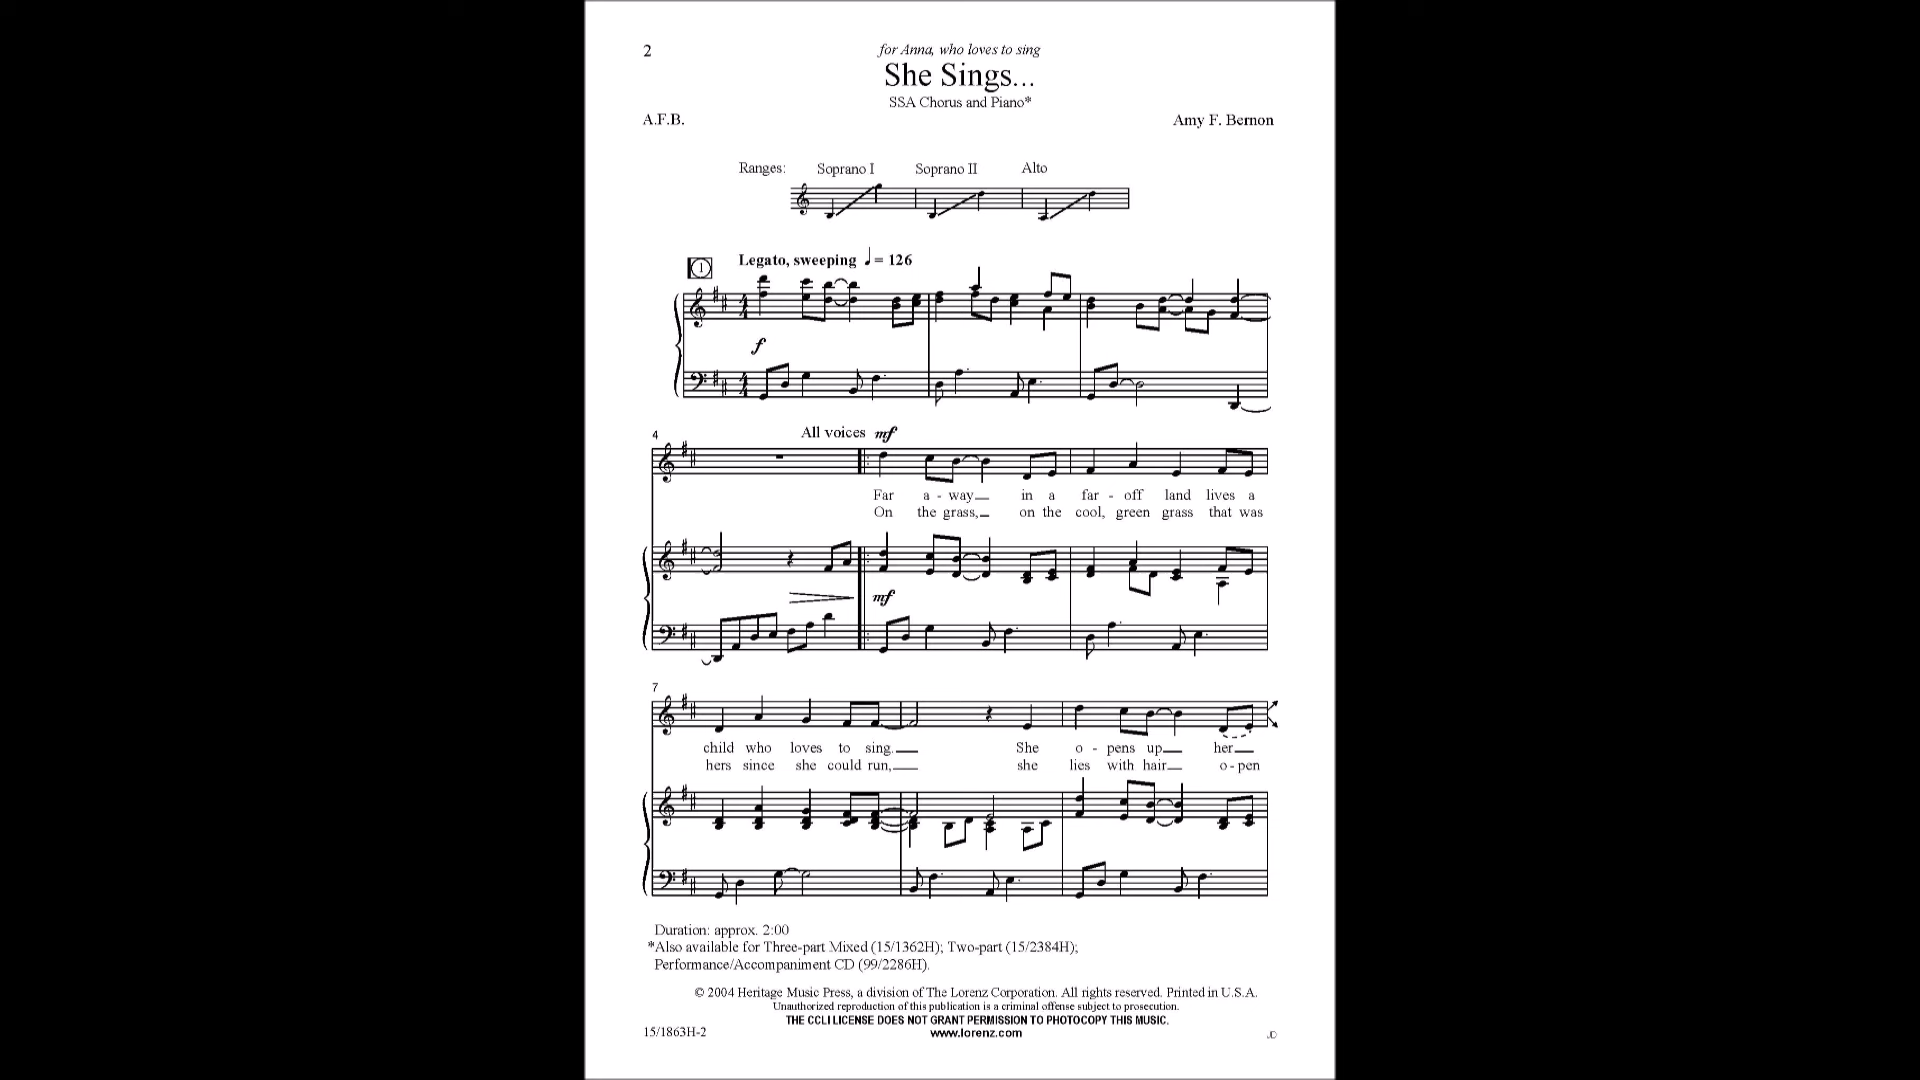 2
for Anna, who loves to sing
She Sings...
SSA Chorus and Piano*
A.F.B.
Amy F. Bernon
Ranges: Soprano I Soprano II Alto
1
Legato, sweeping ♩ = 126
f
4
All voices mf
Far a - way in a far - off land lives a
On the grass, on the cool, green grass that was
mf
7
child who loves to sing. She o - pens up her
hers since she could run, she lies with hair o - pen
Duration: approx. 2:00
*Also available for Three-part Mixed (15/1362H); Two-part (15/2384H);
Performance/Accompaniment CD (99/2286H).
© 2004 Heritage Music Press, a division of The Lorenz Corporation. All rights reserved. Printed in U.S.A.
Unauthorized reproduction of this publication is a criminal offense subject to prosecution.
THE CCLI LICENSE DOES NOT GRANT PERMISSION TO PHOTOCOPY THIS MUSIC.
15/1863H-2
www.lorenz.com